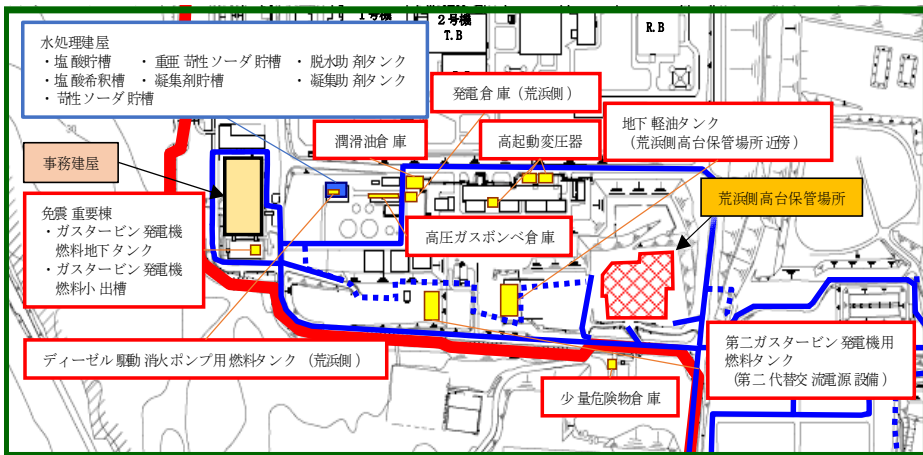 1号機
2号機
T.B
R.B
水処理建屋
・塩酸貯槽 ・重亜苛性ソーダ貯槽 ・脱水助剤タンク
・塩酸希釈槽 ・凝集剤貯槽 ・凝集助剤タンク
・苛性ソーダ貯槽
発電倉庫（荒浜側）
潤滑油倉庫
高起動変圧器
地下軽油タンク
（荒浜側高台保管場所近傍）
事務建屋
荒浜側高台保管場所
免震重要棟
・ガスタービン発電機
燃料地下タンク
・ガスタービン発電機
燃料小出槽
高圧ガスボンベ倉庫
ディーゼル駆動消火ポンプ用燃料タンク（荒浜側）
少量危険物倉庫
第二ガスタービン発電機用
燃料タンク
（第二代替交流電源設備）